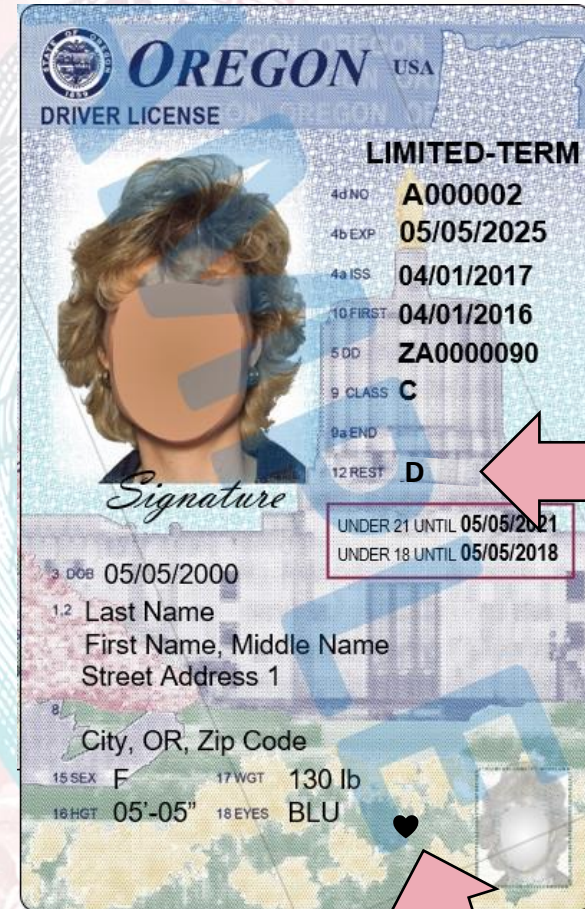 STATE OF OREGON
1859
OREGON USA
DRIVER LICENSE
LIMITED-TERM
4d NO A000002
4b EXP 05/05/2025
4a ISS 04/01/2017
10 FIRST 04/01/2016
5 DD ZA0000090
9 CLASS C
9a END
12 REST D
Signature
UNDER 21 UNTIL 05/05/2021
UNDER 18 UNTIL 05/05/2018
3 DOB 05/05/2000
1,2 Last Name
First Name, Middle Name
Street Address 1
8
City, OR, Zip Code
15 SEX F 17 WGT 130 lb
16 HGT 05'-05" 18 EYES BLU